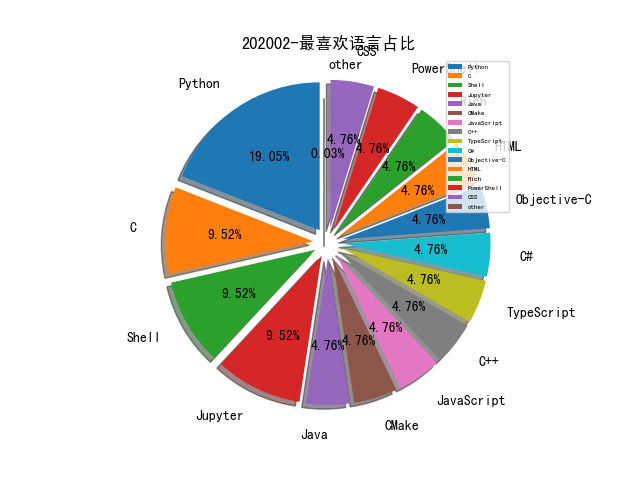 202002-最喜欢语言占比
CSS
other
PowerShell
Python
Rich
HTML
Objective-C
C
C#
TypeScript
Shell
C++
JavaScript
Jupyter
CMake
Java
4.76%
0.03%
4.76%
19.05%
4.76%
4.76%
4.76%
9.52%
4.76%
4.76%
9.52%
4.76%
4.76%
9.52%
4.76%
4.76%
Python
C
Shell
Jupyter
Java
CMake
JavaScript
C++
TypeScript
C#
Objective-C
HTML
Rich
PowerShell
CSS
other